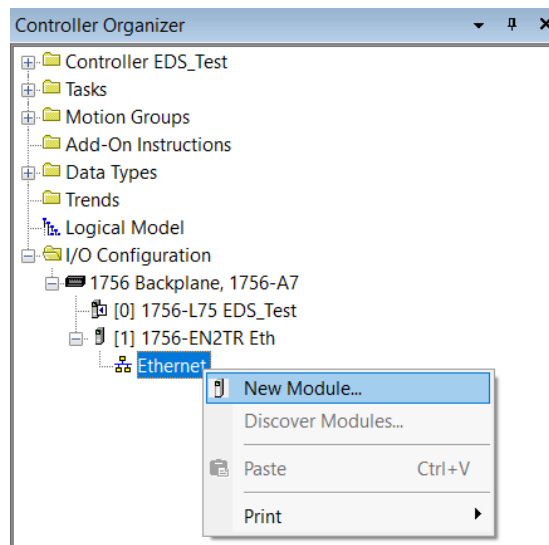 Controller Organizer
Controller EDS_Test
Tasks
Motion Groups
Add-On Instructions
Data Types
Trends
Logical Model
I/O Configuration
1756 Backplane, 1756-A7
[0] 1756-L75 EDS_Test
[1] 1756-EN2TR Eth
Ethernet
New Module...
Discover Modules...
Paste Ctrl+V
Print